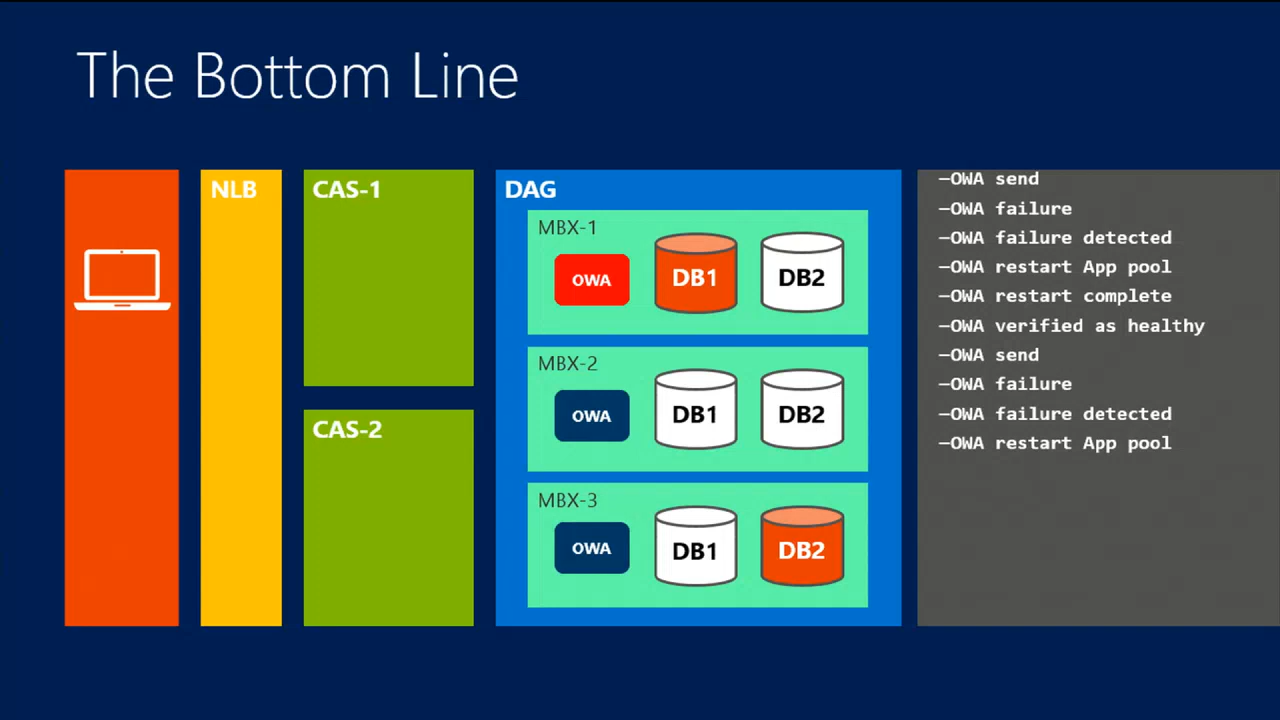 The Bottom Line
NLB
CAS-1
CAS-2
DAG
MBX-1
OWA
DB1
DB2
MBX-2
OWA
DB1
DB2
MBX-3
OWA
DB1
DB2
—OWA send
—OWA failure
—OWA failure detected
—OWA restart App pool
—OWA restart complete
—OWA verified as healthy
—OWA send
—OWA failure
—OWA failure detected
—OWA restart App pool